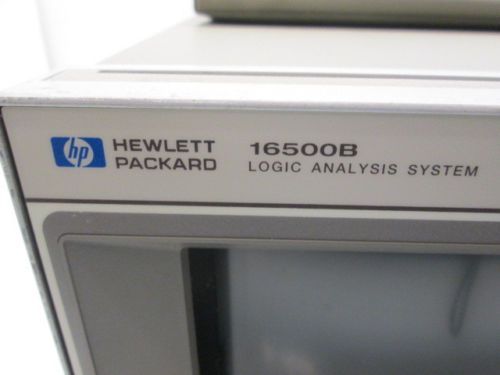 hp HEWLETT PACKARD
16500B
LOGIC ANALYSIS SYSTEM